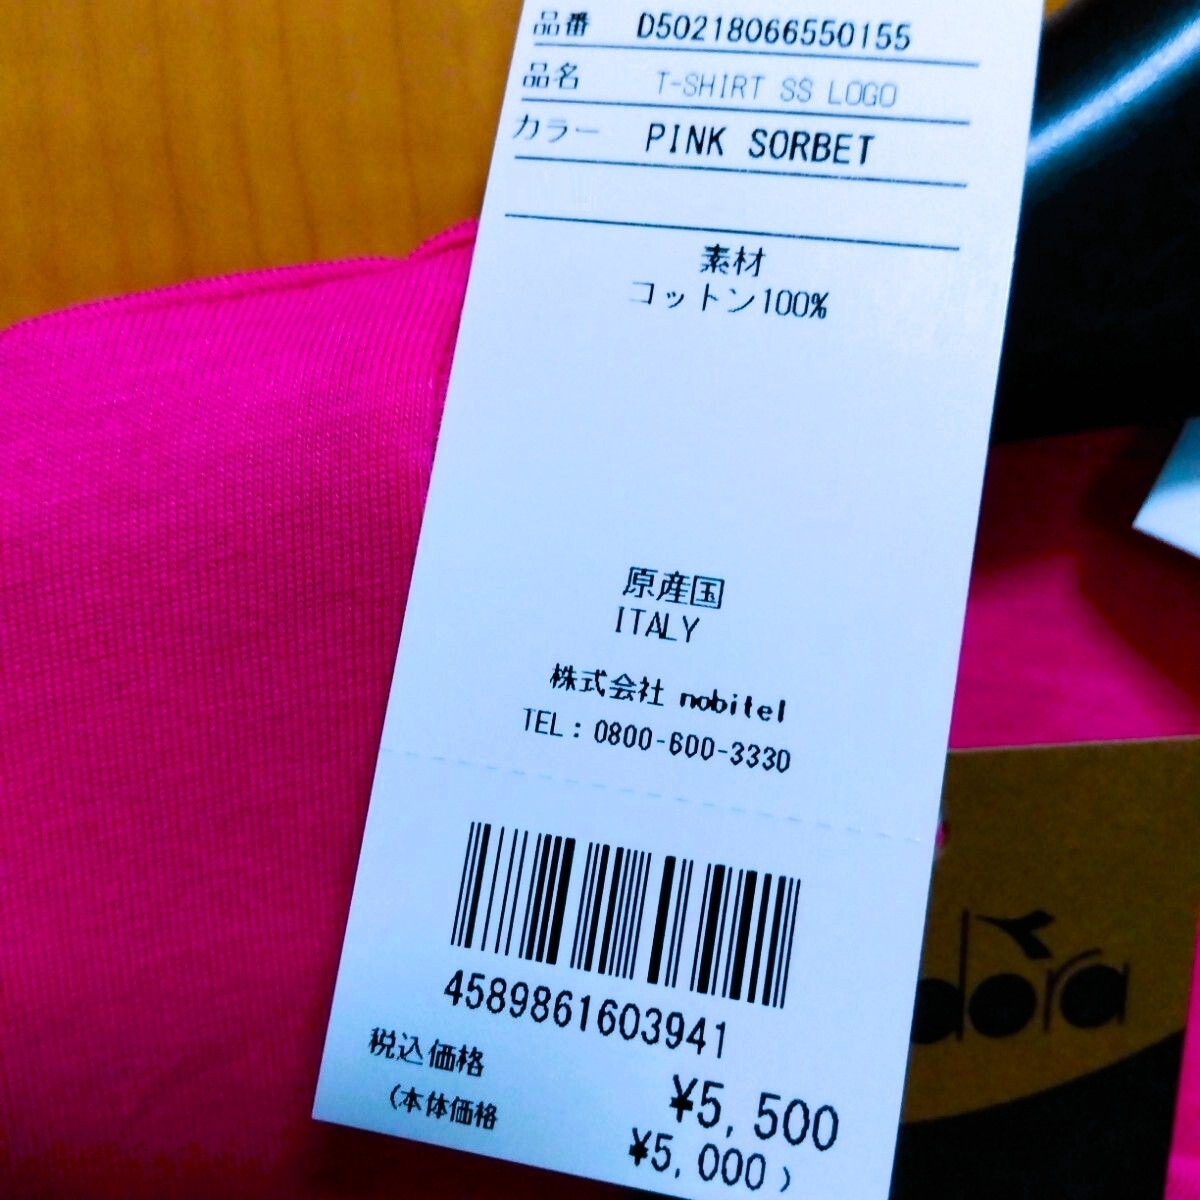 品番 D50218066550155
品名 T-SHIRT SS LOGO
カラー PINK SORBET
素材
コットン100%
原産国
ITALY
株式会社 nobitel
TEL：0800-600-3330
4589861603941
税込価格 ¥5,500
(本体価格 ¥5,000)
dora